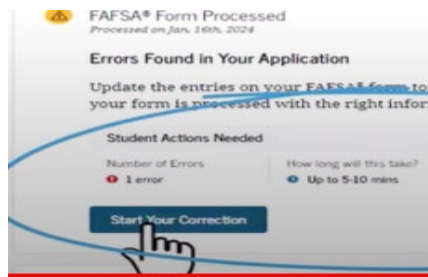 FAFSA® Form Processed
Processed on Jan. 16th, 2024
Errors Found in Your Application
Update the entries on your FAFSA® form to
your form is processed with the right infor
Student Actions Needed
Number of Errors How long will this take?
1 error Up to 5-10 mins
Start Your Correction